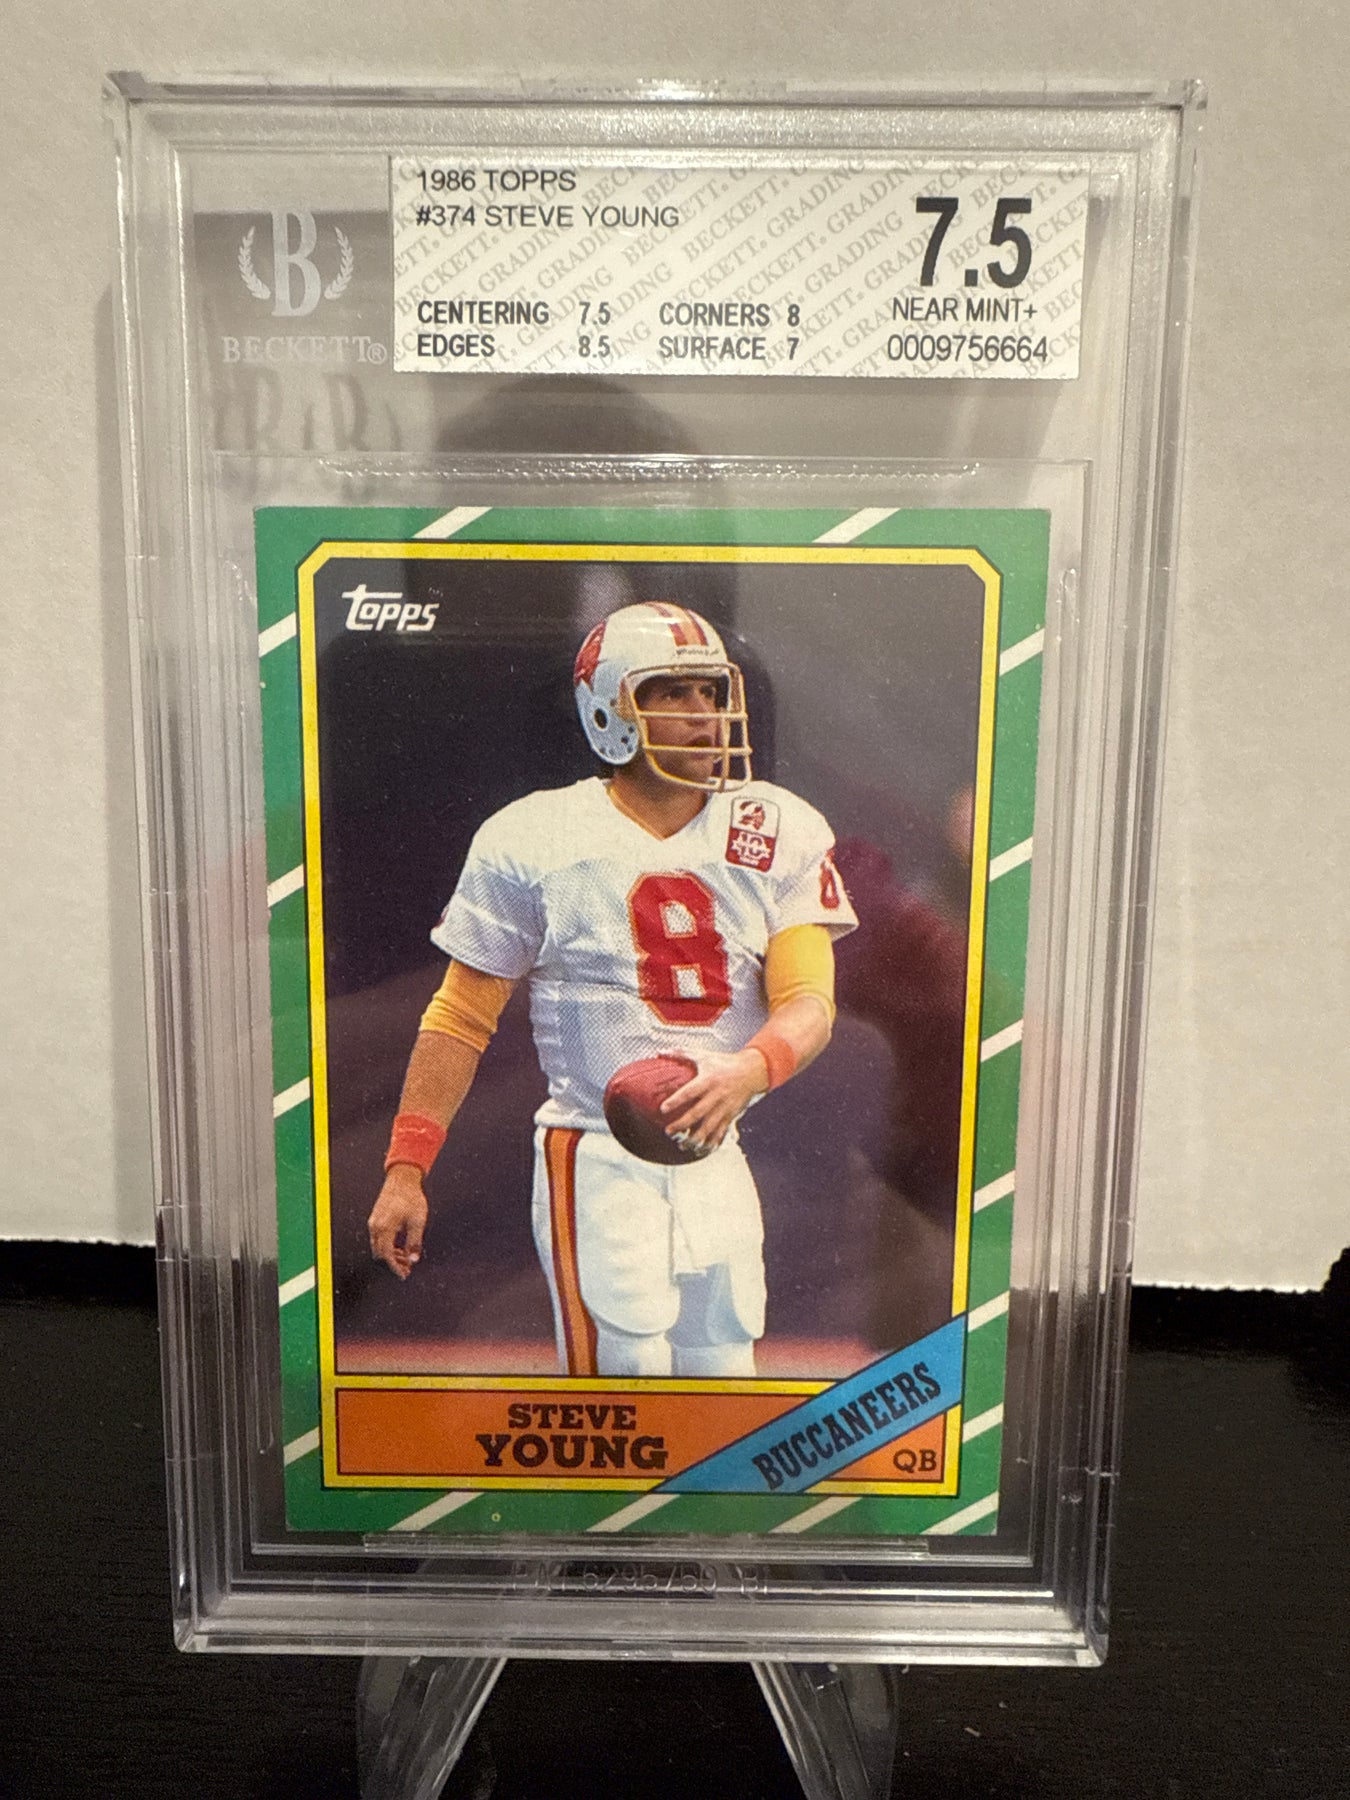 1986 TOPPS
#374 STEVE YOUNG
7.5
CENTERING 7.5 CORNERS 8
NEAR MINT+
EDGES 8.5 SURFACE 7
0009756664
B
BECKETT®
topps
8
8
STEVE
YOUNG
BUCCANEERS
QB